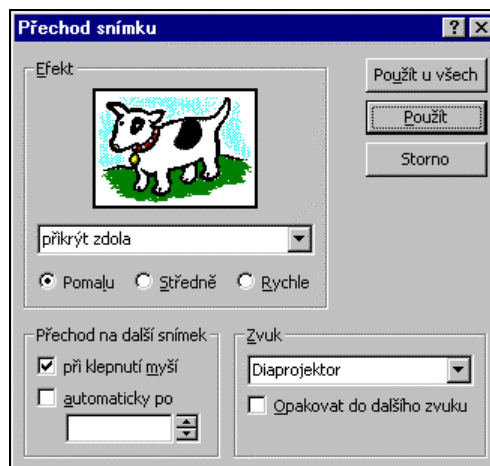 Přechod snímku
Efekt
Použít u všech
Použít
Storno
přikrýt zdola
Pomalu Středně Rychle
Přechod na další snímek
při klepnutí myší
automaticky po
Zvuk
Diaprojektor
Opakovat do dalšího zvuku